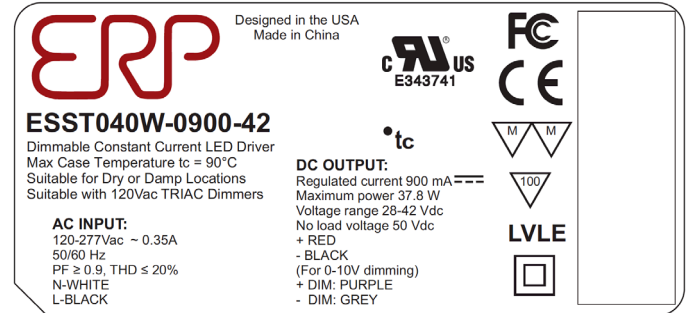 ERP
Designed in the USA
Made in China
ESST040W-0900-42
Dimmable Constant Current LED Driver
Max Case Temperature tc = 90°C
Suitable for Dry or Damp Locations
Suitable with 120Vac TRIAC Dimmers
AC INPUT:
120-277Vac ~ 0.35A
50/60 Hz
PF ≥ 0.9, THD ≤ 20%
N-WHITE
L-BLACK
C RU US ®
E343741
•tc
DC OUTPUT:
Regulated current 900 mA
Maximum power 37.8 W
Voltage range 28-42 Vdc
No load voltage 50 Vdc
+ RED
- BLACK
(For 0-10V dimming)
+ DIM: PURPLE
- DIM: GREY
FC
CE
M M
100
LVLE